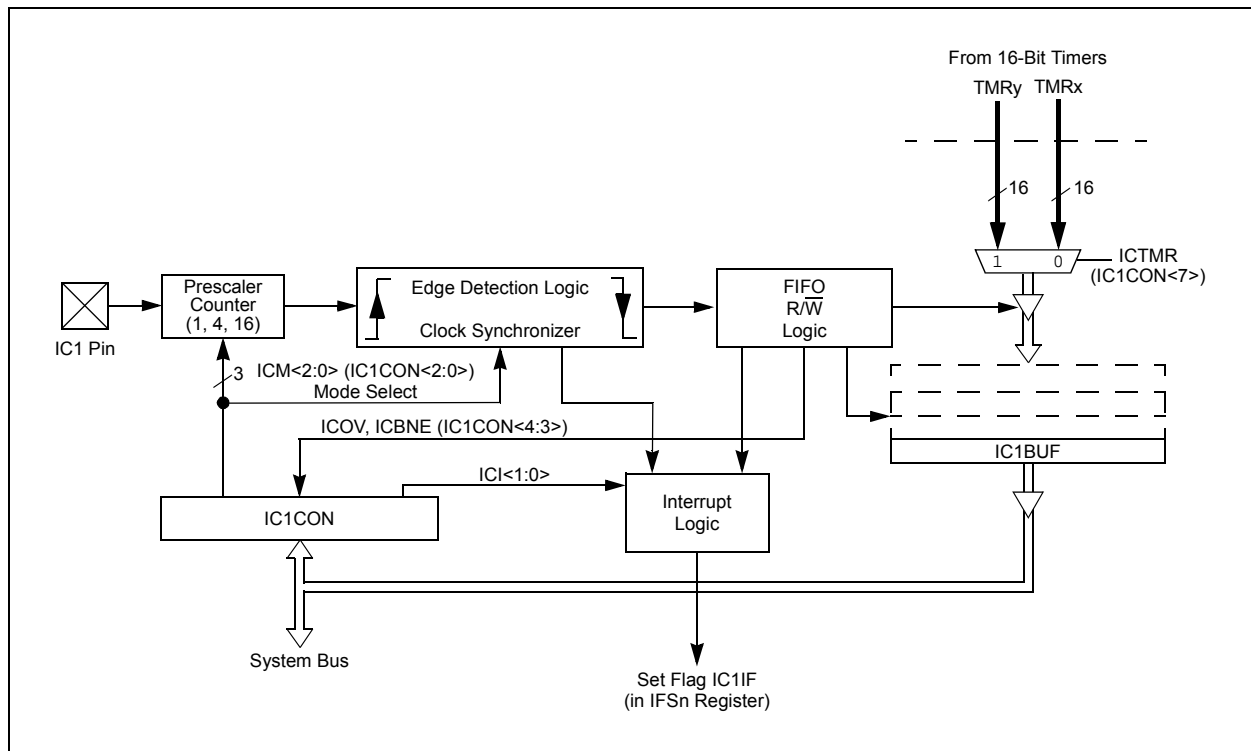 From 16-Bit Timers
TMRy TMRx
16 16
1 0
ICTMR
(IC1CON<7>)
IC1 Pin
Prescaler
Counter
(1, 4, 16)
Edge Detection Logic
Clock Synchronizer
FIFO
R/W̅
Logic
3
ICM<2:0> (IC1CON<2:0>)
Mode Select
ICOV, ICBNE (IC1CON<4:3>)
IC1BUF
ICI<1:0>
IC1CON
Interrupt
Logic
System Bus
Set Flag IC1IF
(in IFSn Register)